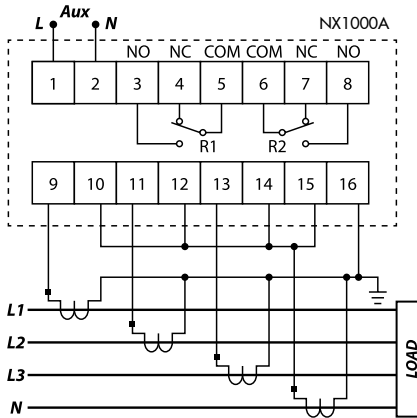 Aux
L N
NX1000A
NO NC COM COM NC NO
1 2 3 4 5 6 7 8
R1 R2
9 10 11 12 13 14 15 16
L1
L2
L3
N
LOAD